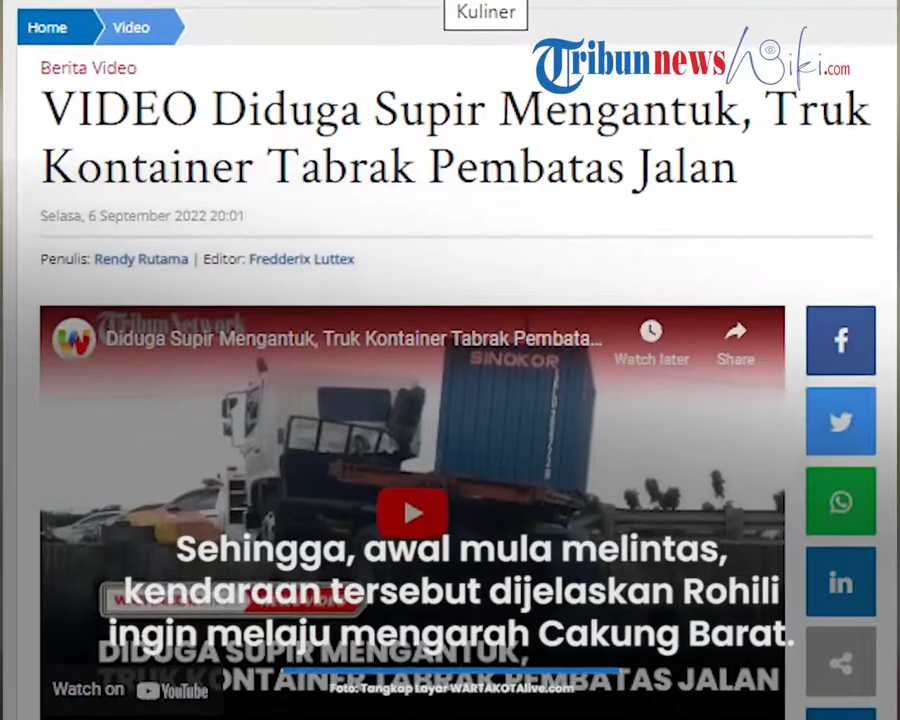 Kuliner
Home Video
TribunnewsWiki.com
Berita Video
VIDEO Diduga Supir Mengantuk, Truk
Kontainer Tabrak Pembatas Jalan
Selasa, 6 September 2022 20:01
Penulis: Rendy Rutama | Editor: Fredderix Luttex
Tribun Network
Diduga Supir Mengantuk, Truk Kontainer Tabrak Pembata...
Watch later Share
SINOKOR
Sehingga, awal mula melintas,
kendaraan tersebut dijelaskan Rohili
ingin melaju mengarah Cakung Barat.
DIDUGA SUPIR MENGANTUK,
TRUK KONTAINER TABRAK PEMBATAS JALAN
Watch on YouTube
Foto: Tangkap Layar WARTAKOTAlive.com